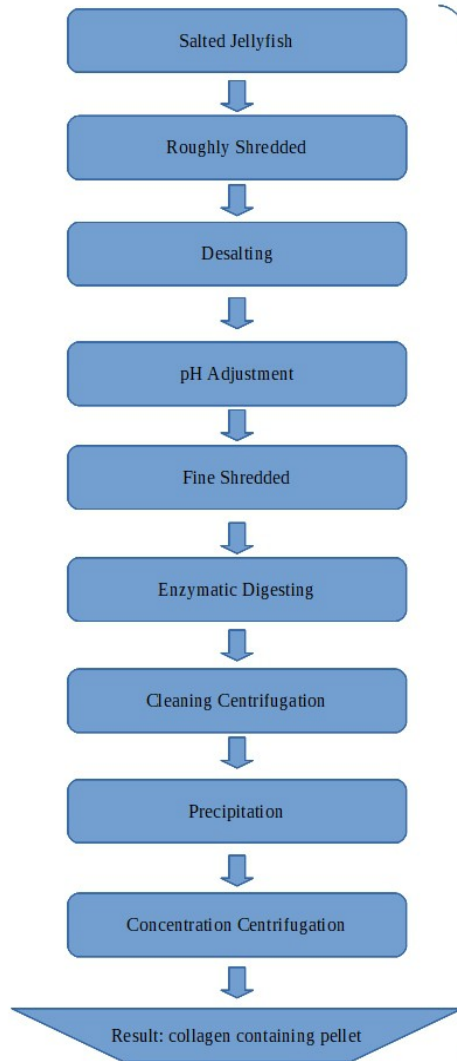 Salted Jellyfish
Roughly Shredded
Desalting
pH Adjustment
Fine Shredded
Enzymatic Digesting
Cleaning Centrifugation
Precipitation
Concentration Centrifugation
Result: collagen containing pellet